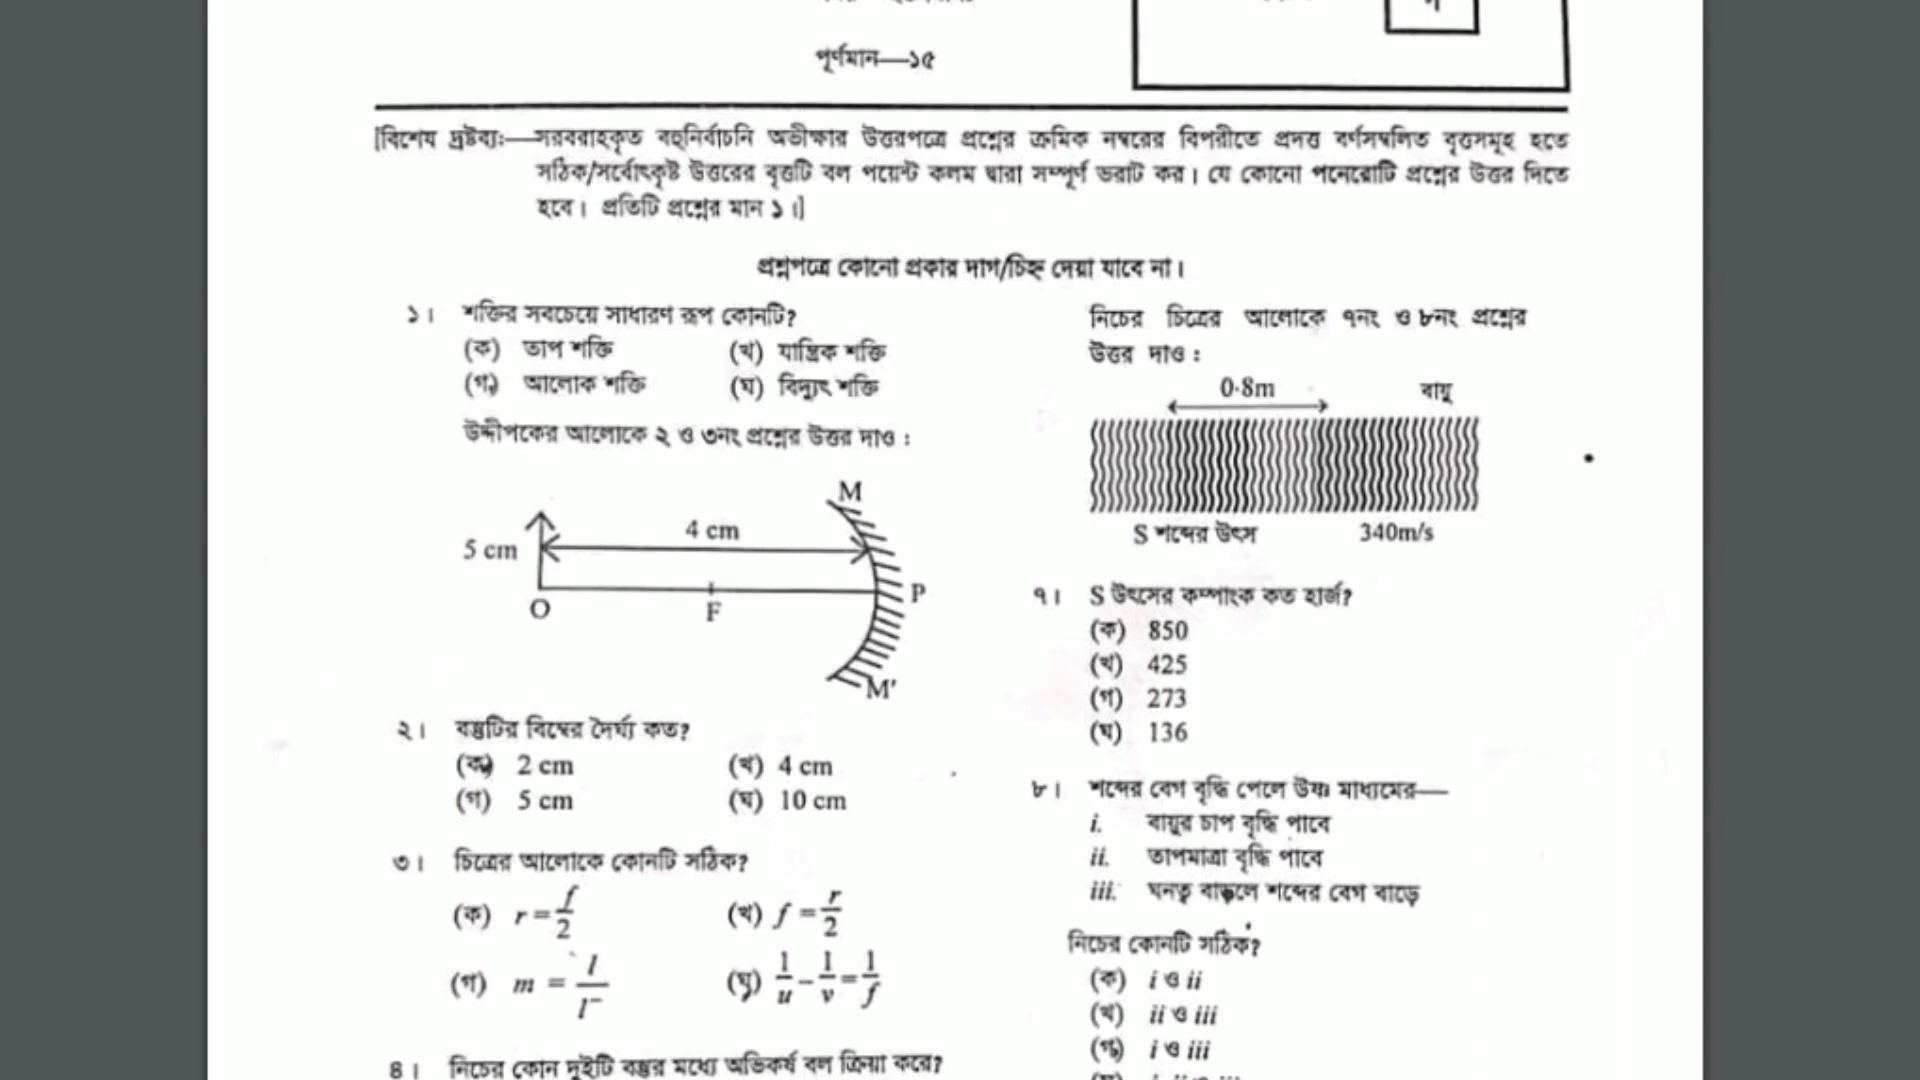 পূর্ণমান—১৫
[বিশেষ দ্রষ্টব্য:—সরবরাহকৃত বহুনির্বাচনি অভীক্ষার উত্তরপত্রে প্রশ্নের ক্রমিক নম্বরের বিপরীতে প্রদত্ত বর্ণসম্বলিত বৃত্তসমূহ হতে
সঠিক/সর্বোৎকৃষ্ট উত্তরের বৃত্তটি বল পয়েন্ট কলম দ্বারা সম্পূর্ণ ভরাট কর। যে কোনো পনেরোটি প্রশ্নের উত্তর দিতে
হবে। প্রতিটি প্রশ্নের মান ১।]
প্রশ্নপত্রে কোনো প্রকার দাগ/চিহ্ন দেয়া যাবে না।
১। শক্তির সবচেয়ে সাধারণ রূপ কোনটি?
(ক) তাপ শক্তি (খ) যান্ত্রিক শক্তি
(গ) আলোক শক্তি (ঘ) বিদ্যুৎ শক্তি
উদ্দীপকের আলোকে ২ ও ৩নং প্রশ্নের উত্তর দাও :
M
4 cm
5 cm
P
O F
M'
২। বস্তুটির বিম্বের দৈর্ঘ্য কত?
(ক) 2 cm (খ) 4 cm
(গ) 5 cm (ঘ) 10 cm
৩। চিত্রের আলোকে কোনটি সঠিক?
(ক) r = f/2 (খ) f = r/2
(গ) m = l/l⁻ (ঘ) 1/u – 1/v = 1/f
৪। নিচের কোন দুইটি বস্তুর মধ্যে অভিকর্ষ বল ক্রিয়া করে?
নিচের চিত্রের আলোকে ৭নং ও ৮নং প্রশ্নের
উত্তর দাও :
0·8m বায়ু
S শব্দের উৎস 340m/s
৭। S উৎসের কম্পাংক কত হার্জ?
(ক) 850
(খ) 425
(গ) 273
(ঘ) 136
৮। শব্দের বেগ বৃদ্ধি পেলে উষ্ণ মাধ্যমের—
i. বায়ুর চাপ বৃদ্ধি পাবে
ii. তাপমাত্রা বৃদ্ধি পাবে
iii. ঘনত্ব বাড়লে শব্দের বেগ বাড়ে
নিচের কোনটি সঠিক?
(ক) i ও ii
(খ) ii ও iii
(গ) i ও iii